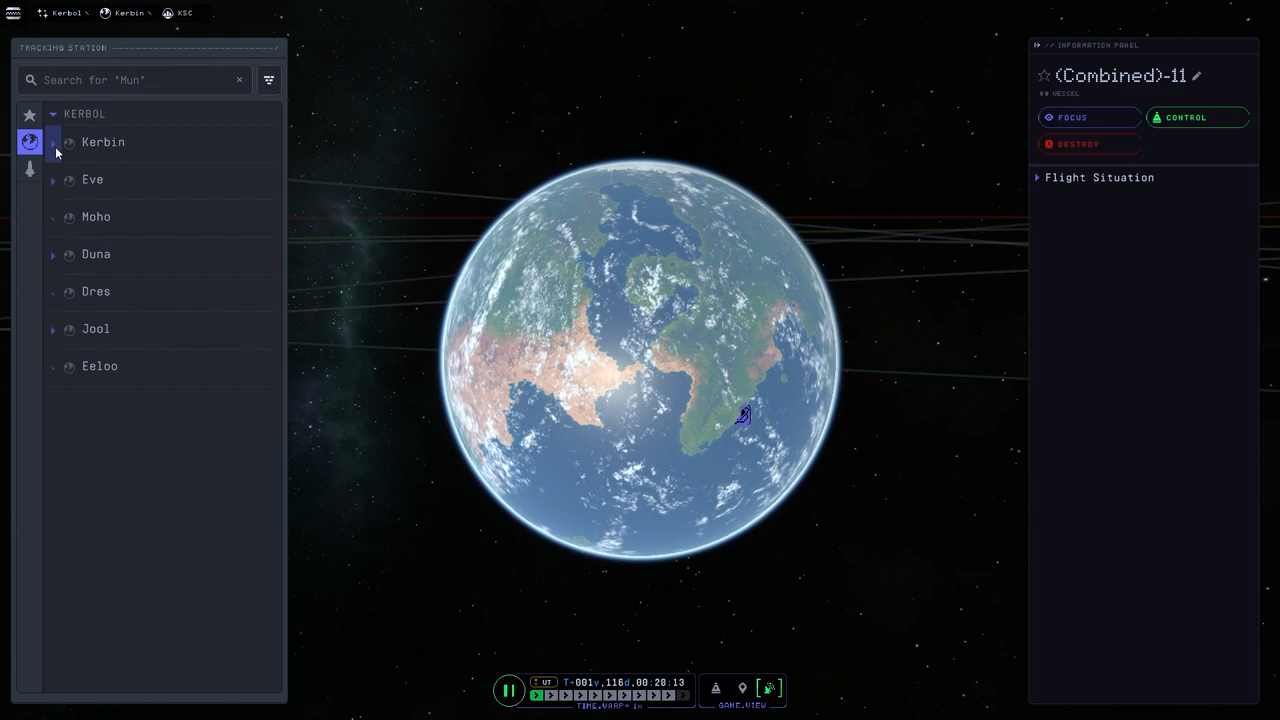 Kerbol \ Kerbin \ KSC
TRACKING STATION
Search for "Mun"
KERBOL
Kerbin
Eve
Moho
Duna
Dres
Jool
Eeloo
// INFORMATION PANEL
(Combined)-11
VESSEL
FOCUS
CONTROL
DESTROY
Flight Situation
UT T+001y,116d,00:20:13
TIME.WARP= 1x
GAME.VIEW